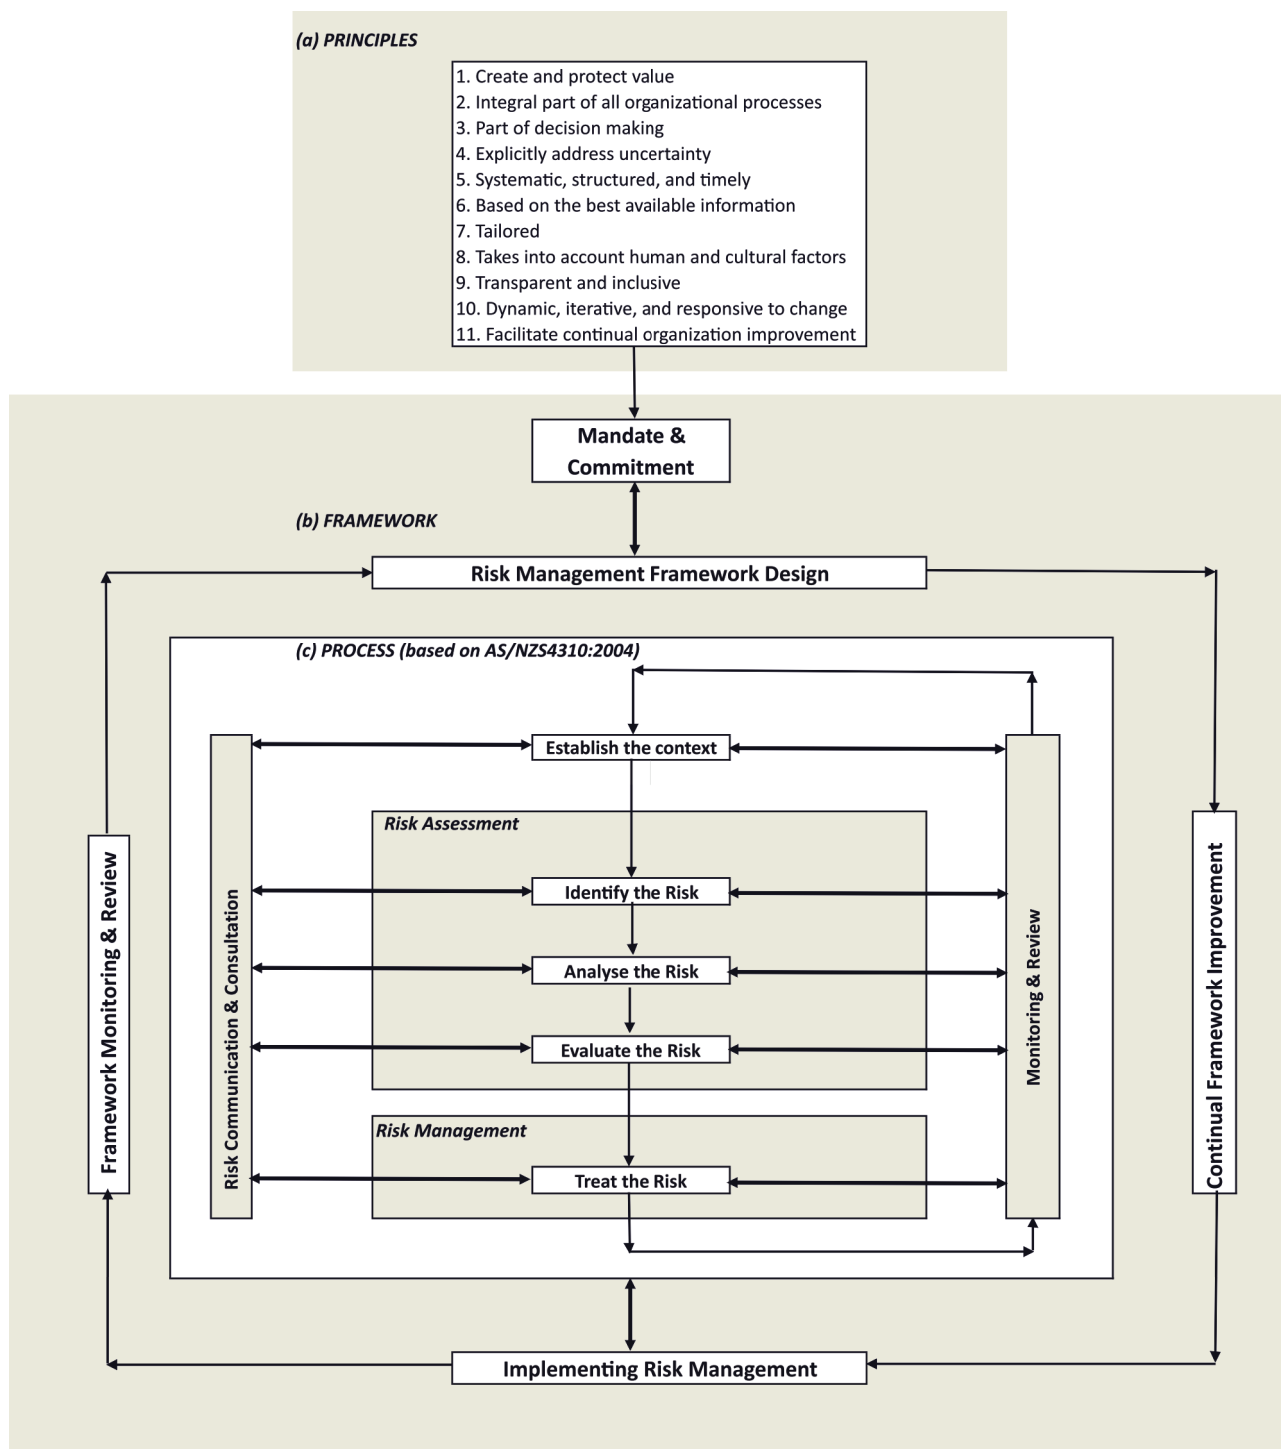 (a) PRINCIPLES
1. Create and protect value
2. Integral part of all organizational processes
3. Part of decision making
4. Explicitly address uncertainty
5. Systematic, structured, and timely
6. Based on the best available information
7. Tailored
8. Takes into account human and cultural factors
9. Transparent and inclusive
10. Dynamic, iterative, and responsive to change
11. Facilitate continual organization improvement
Mandate &
Commitment
(b) FRAMEWORK
Risk Management Framework Design
(c) PROCESS (based on AS/NZS4310:2004)
Establish the context
Risk Assessment
Identify the Risk
Analyse the Risk
Evaluate the Risk
Risk Management
Treat the Risk
Framework Monitoring & Review
Risk Communication & Consultation
Monitoring & Review
Continual Framework Improvement
Implementing Risk Management